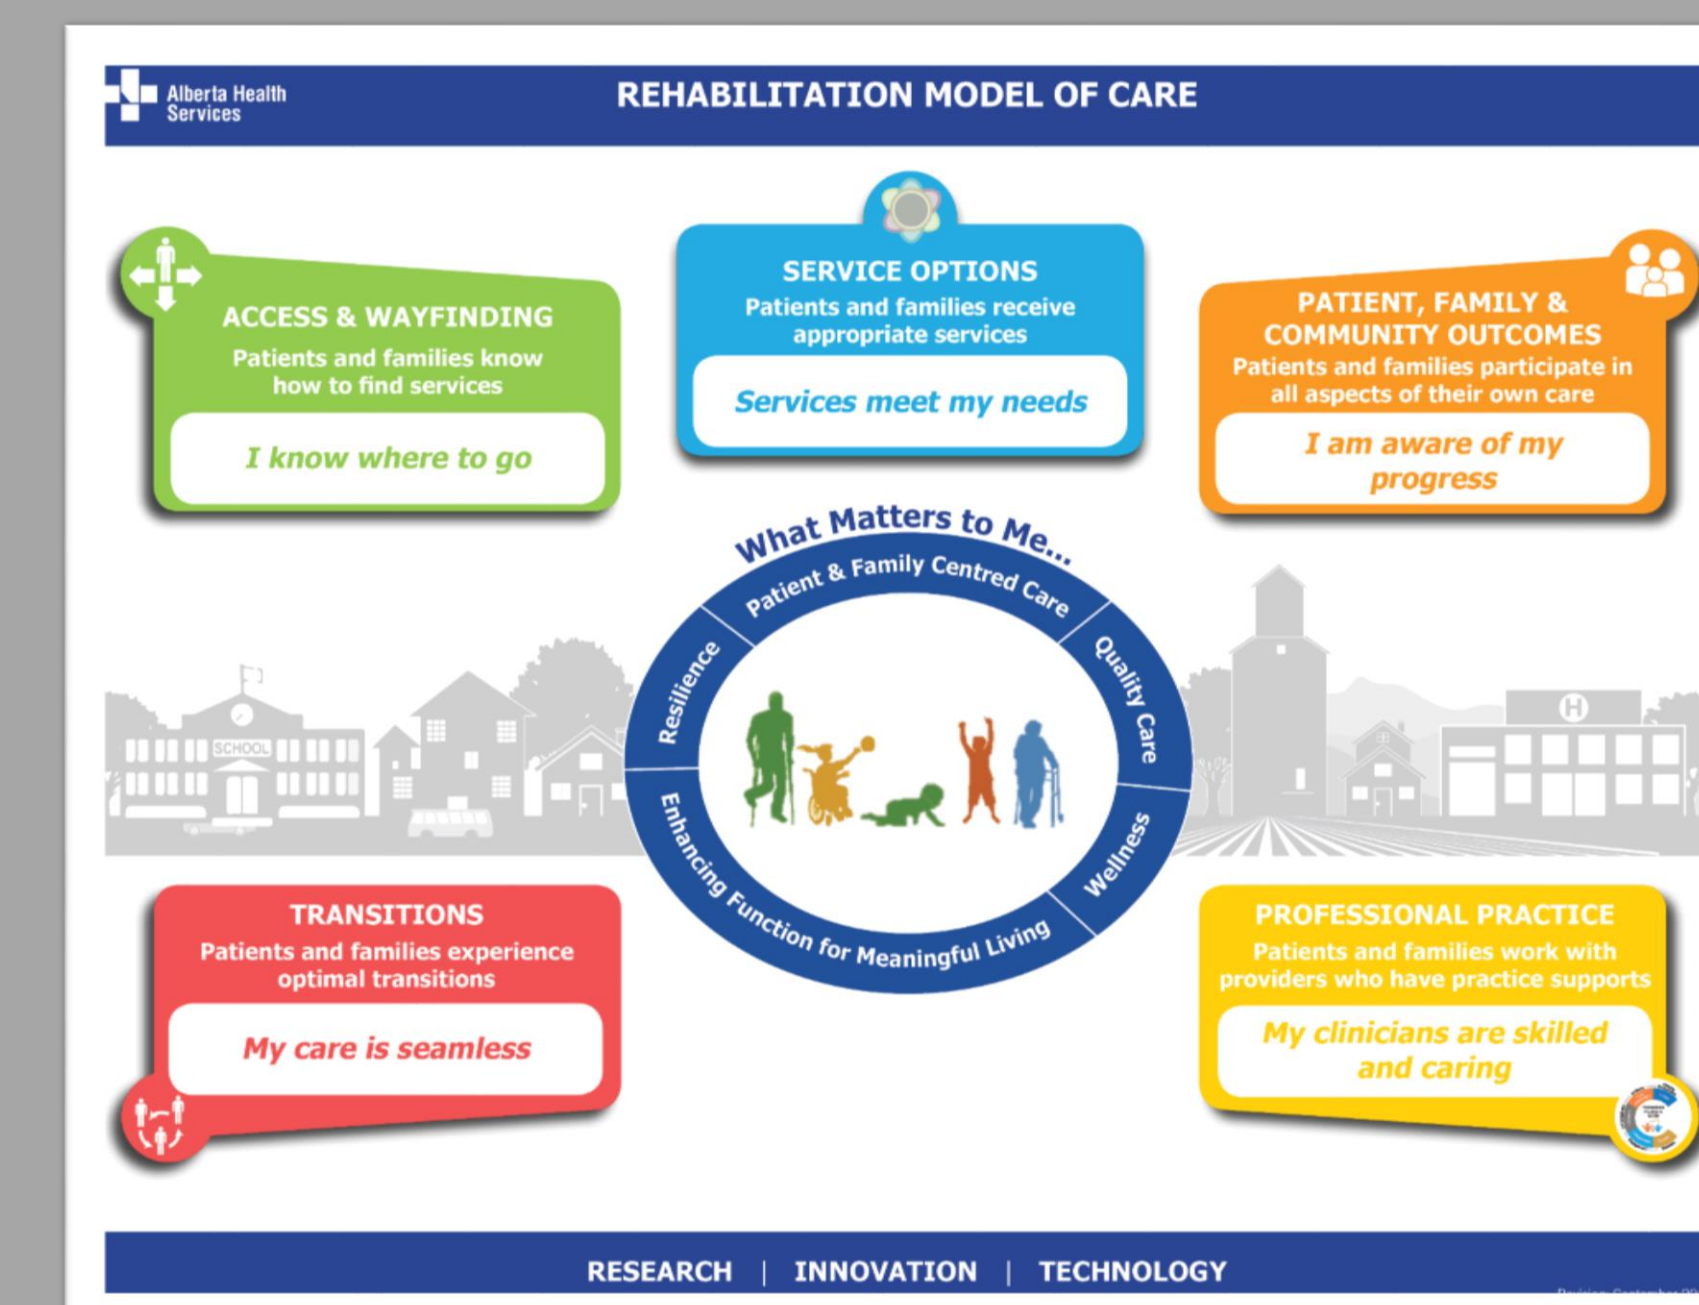 Alberta Health
Services
REHABILITATION MODEL OF CARE
ACCESS & WAYFINDING
Patients and families know
how to find services
I know where to go
SERVICE OPTIONS
Patients and families receive
appropriate services
Services meet my needs
PATIENT, FAMILY &
COMMUNITY OUTCOMES
Patients and families participate in
all aspects of their own care
I am aware of my
progress
What Matters to Me...
Patient & Family Centred Care
Quality Care
Wellness
Enhancing Function for Meaningful Living
Resilience
SCHOOL
H
TRANSITIONS
Patients and families experience
optimal transitions
My care is seamless
PROFESSIONAL PRACTICE
Patients and families work with
providers who have practice supports
My clinicians are skilled
and caring
RESEARCH | INNOVATION | TECHNOLOGY